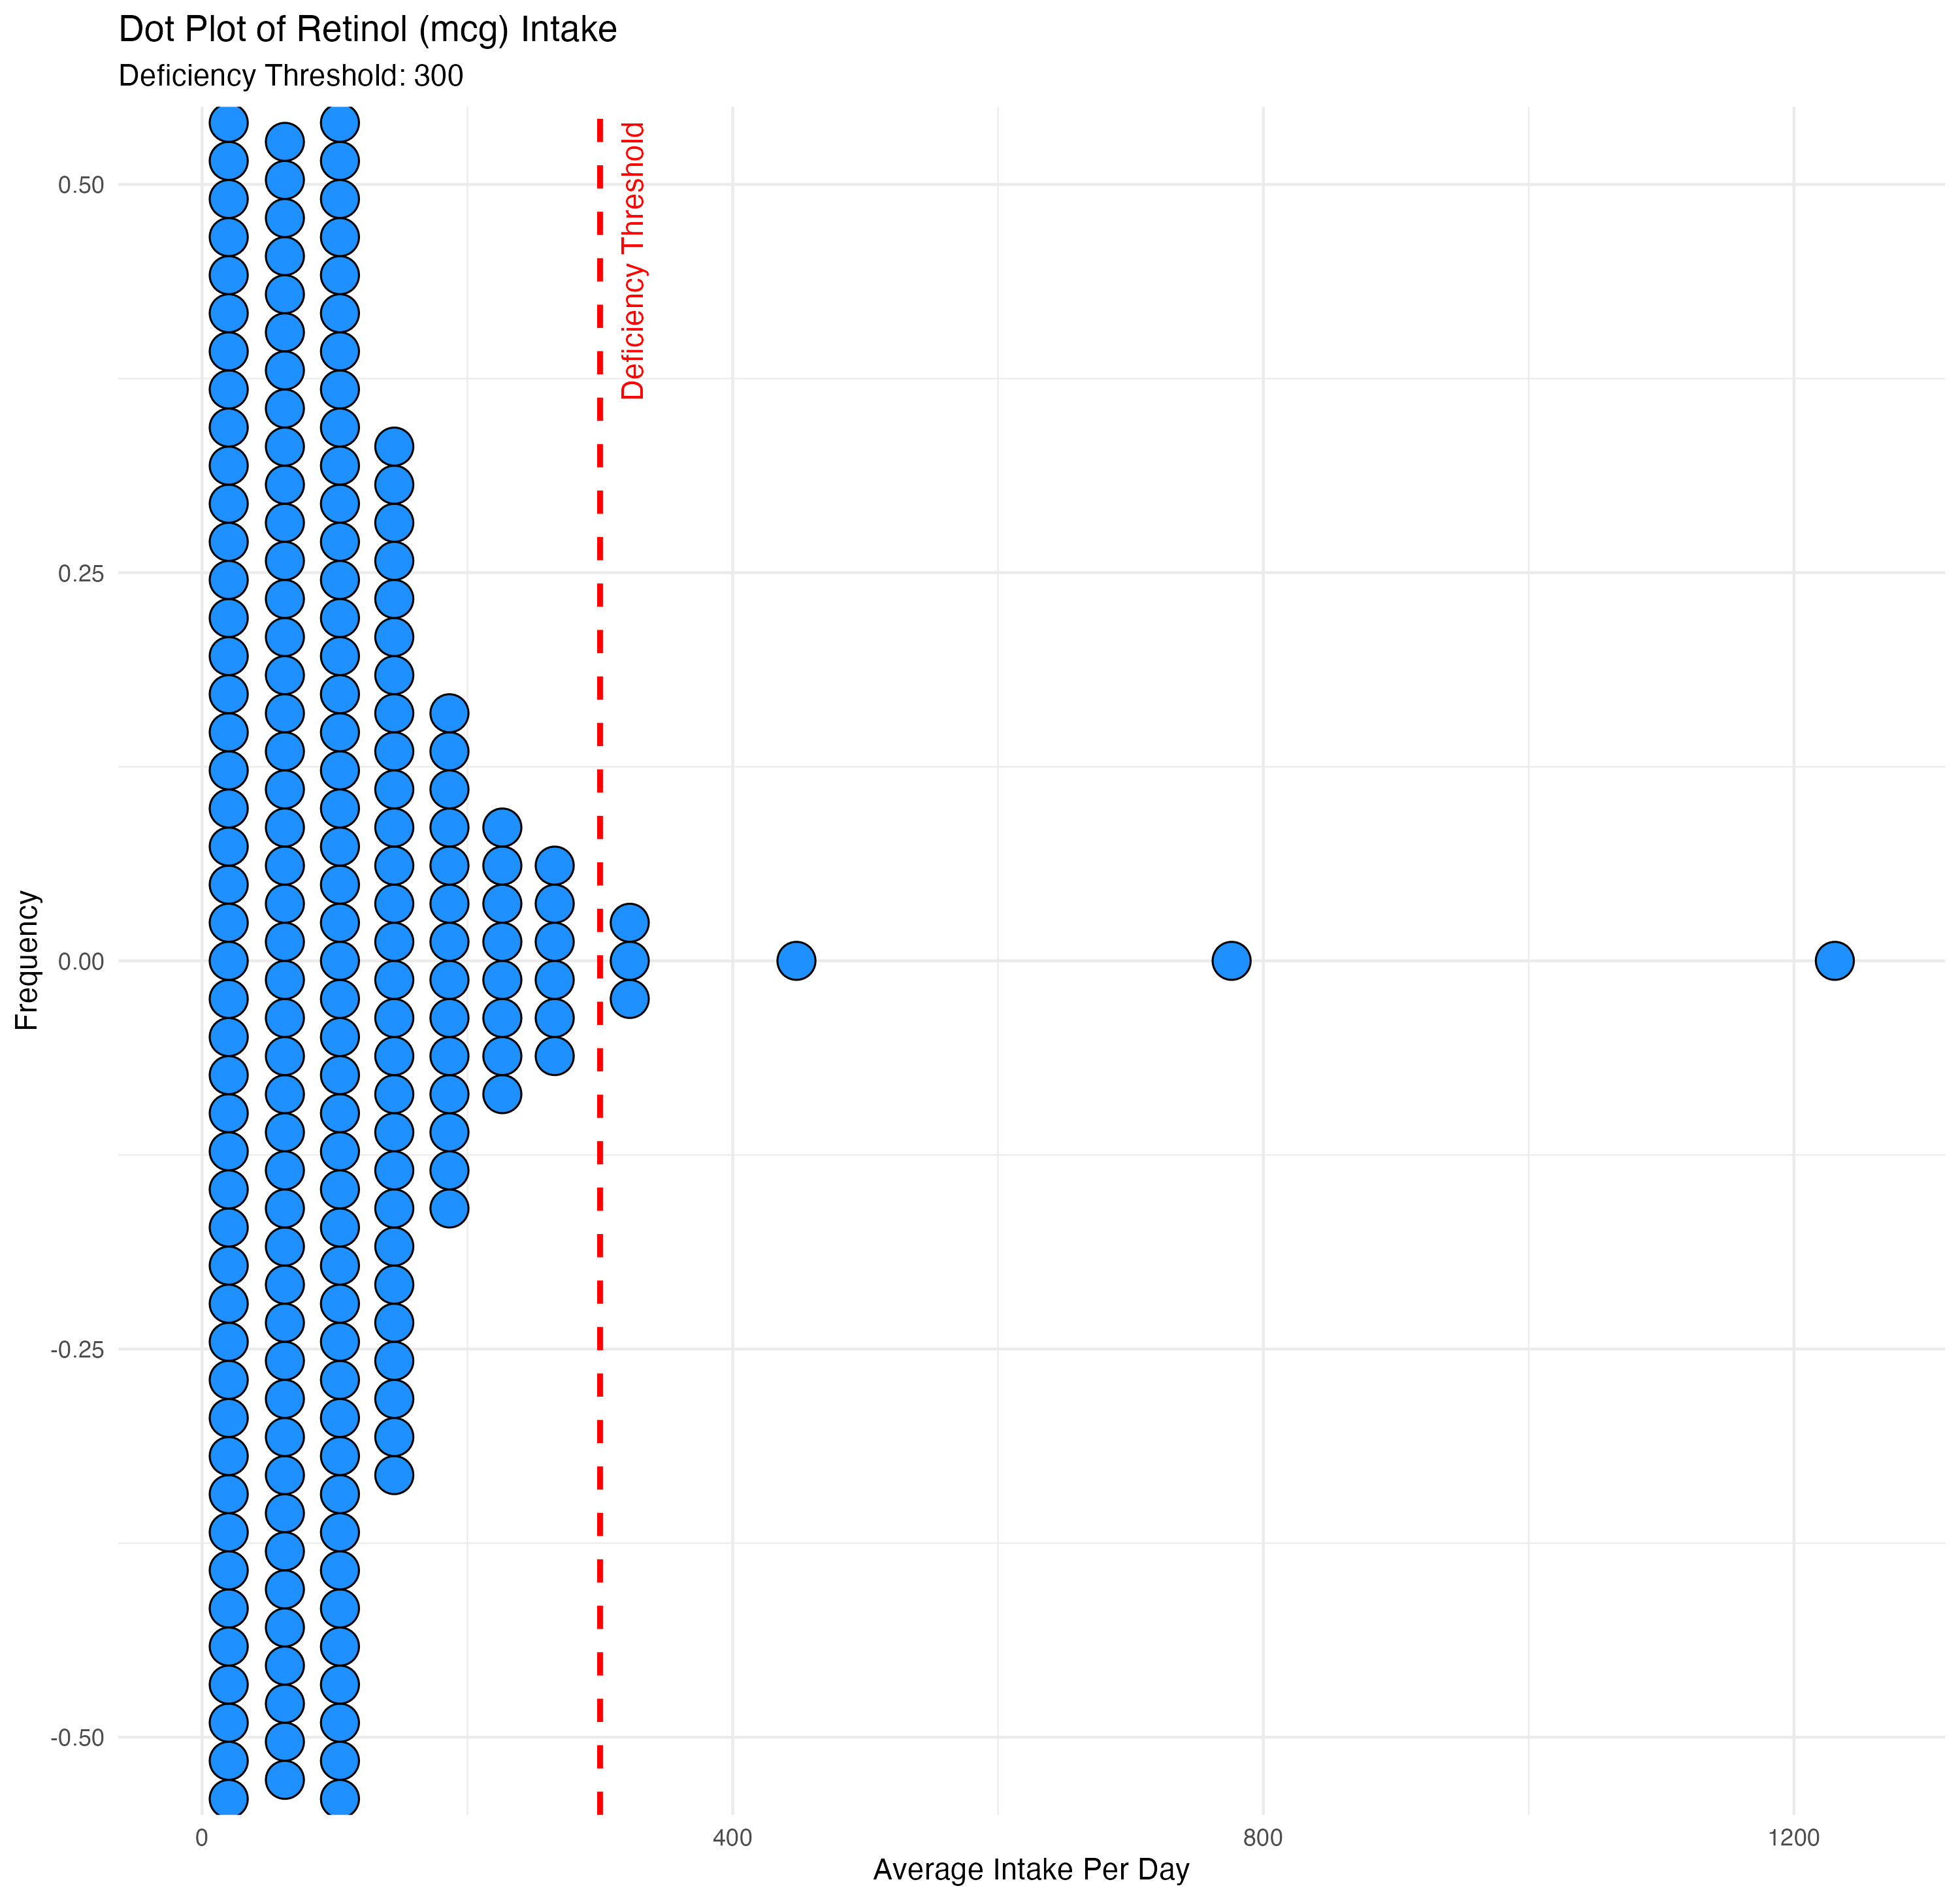 Dot Plot of Retinol (mcg) Intake
Deficiency Threshold: 300
Deficiency Threshold
0.50
0.25
0.00
-0.25
-0.50
Frequency
0
400
800
1200
Average Intake Per Day